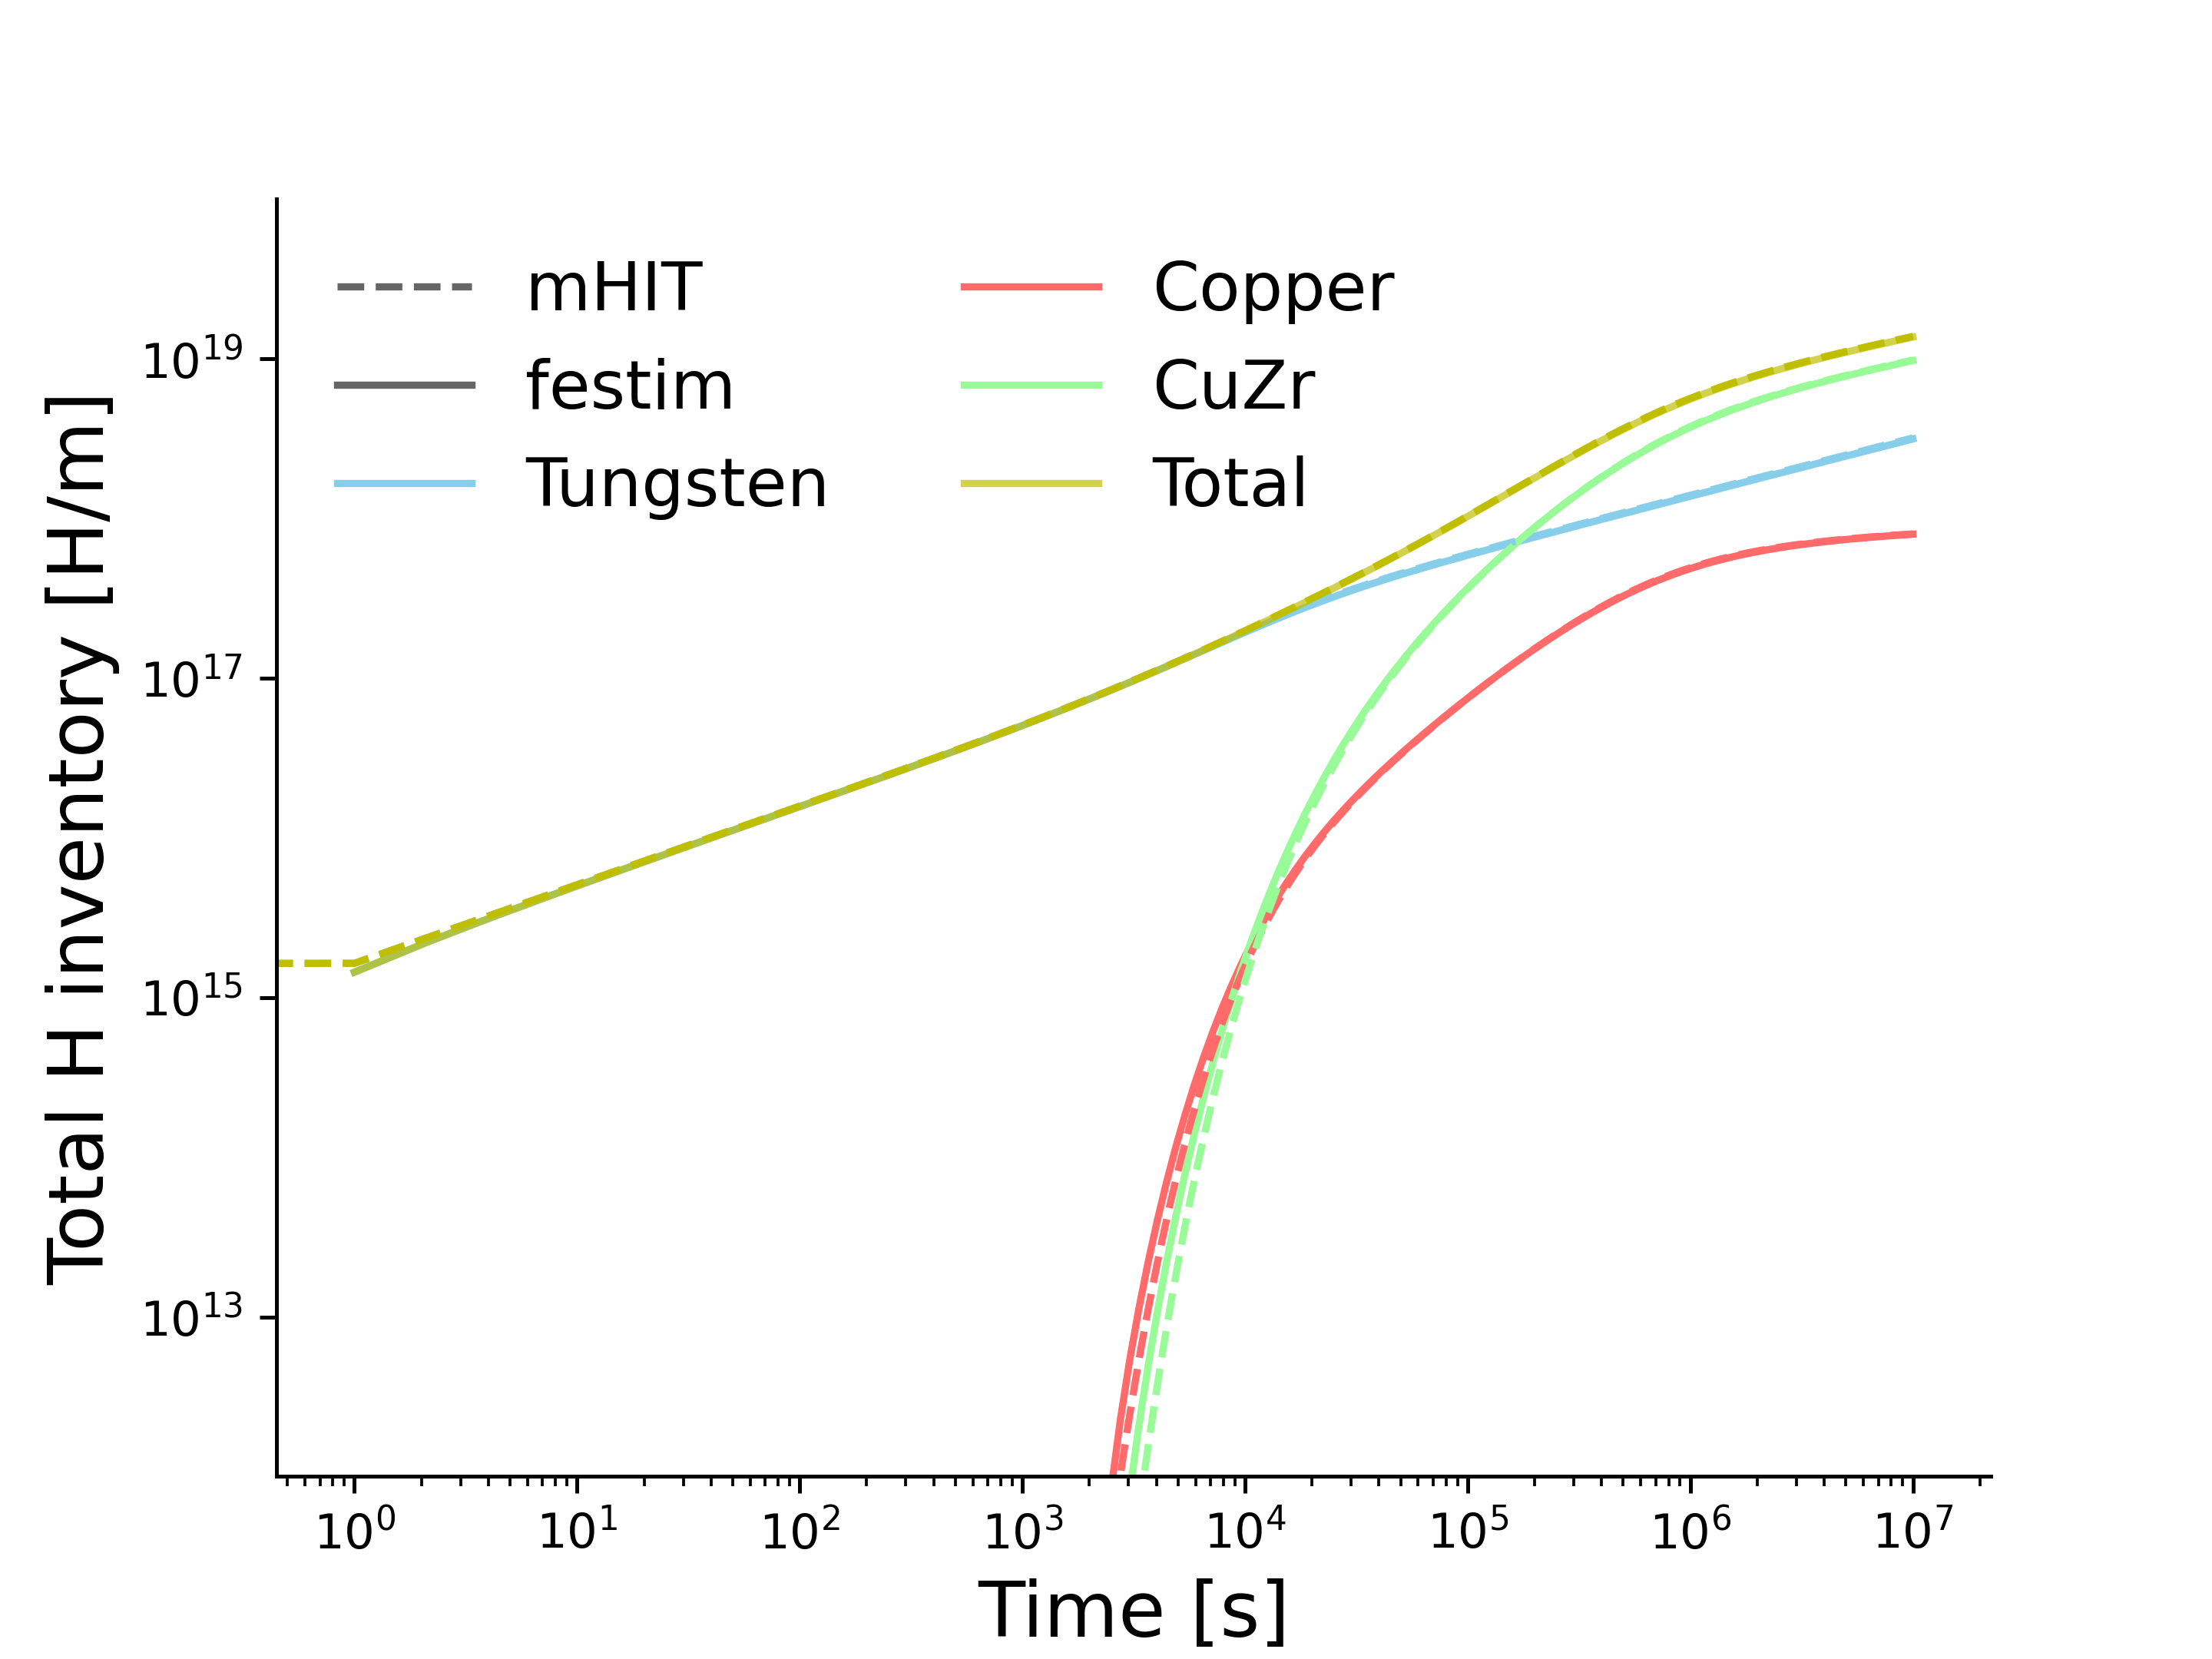 mHIT
festim
Tungsten
Copper
CuZr
Total
Total H inventory [H/m]
10^19
10^17
10^15
10^13
10^0 10^1 10^2 10^3 10^4 10^5 10^6 10^7
Time [s]